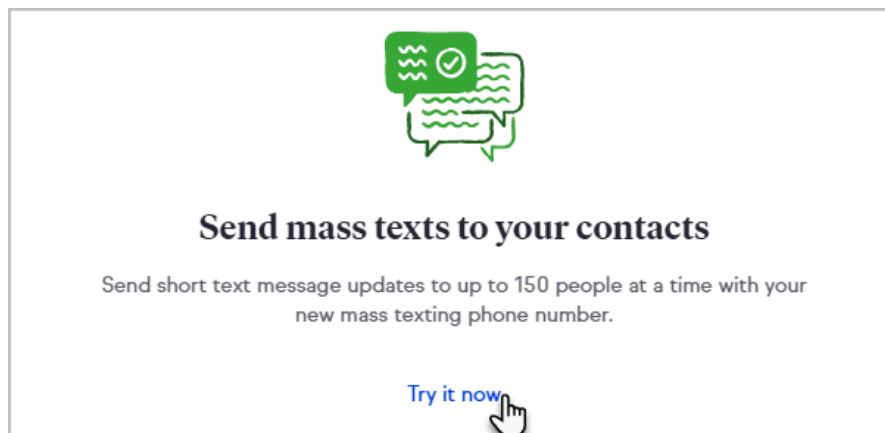 Send mass texts to your contacts
Send short text message updates to up to 150 people at a time with your
new mass texting phone number.
Try it now